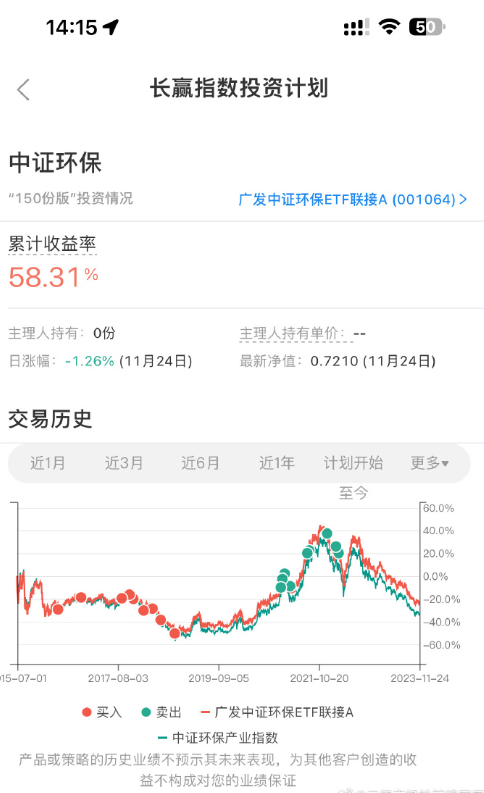 14:15
50
长赢指数投资计划
中证环保
“150份版”投资情况
广发中证环保ETF联接A (001064)
累计收益率
58.31%
主理人持有：0份
主理人持有单价：--
日涨幅：-1.26% (11月24日)
最新净值：0.7210 (11月24日)
交易历史
近1月 近3月 近6月 近1年 计划开始 更多▾
至今
60.0%
40.0%
20.0%
0.0%
-20.0%
-40.0%
-60.0%
015-07-01 2017-08-03 2019-09-05 2021-10-20 2023-11-24
买入 卖出 广发中证环保ETF联接A
中证环保产业指数
产品或策略的历史业绩不预示其未来表现，为其他客户创造的收
益不构成对您的业绩保证